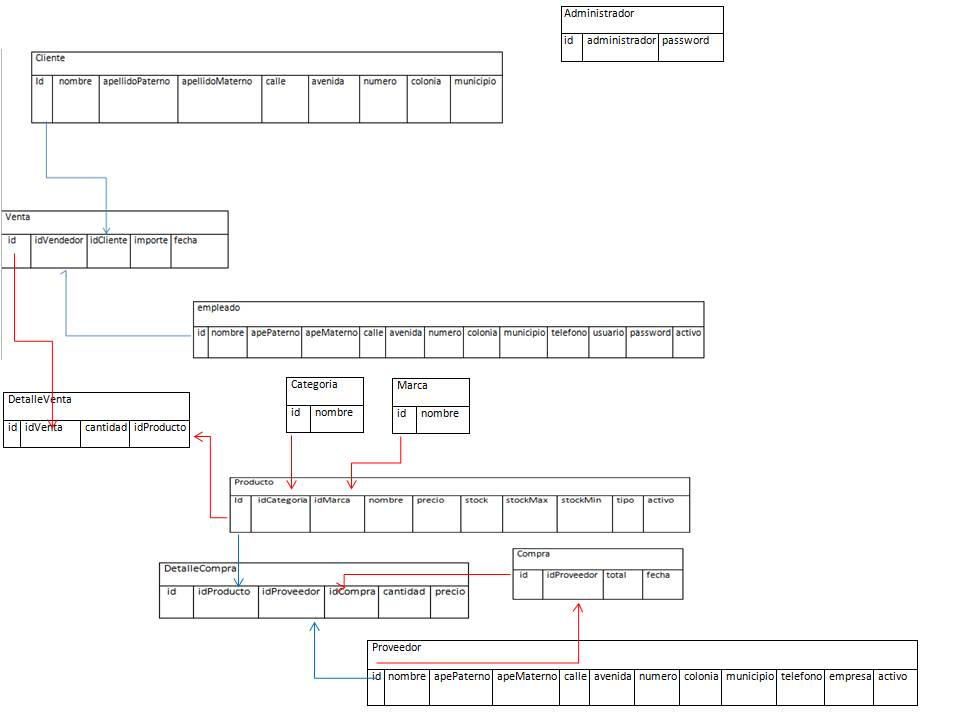 Administrador
id administrador password
Cliente
Id nombre apellidoPaterno apellidoMaterno calle avenida numero colonia municipio
Venta
id idVendedor idCliente importe fecha
empleado
id nombre apePaterno apeMaterno calle avenida numero colonia municipio telefono usuario password activo
Categoria
id nombre
Marca
id nombre
DetalleVenta
id idVenta cantidad idProducto
Producto
Id idCategoria idMarca nombre precio stock stockMax stockMin tipo activo
Compra
id idProveedor total fecha
DetalleCompra
id idProducto idProveedor idCompra cantidad precio
Proveedor
id nombre apePaterno apeMaterno calle avenida numero colonia municipio telefono empresa activo